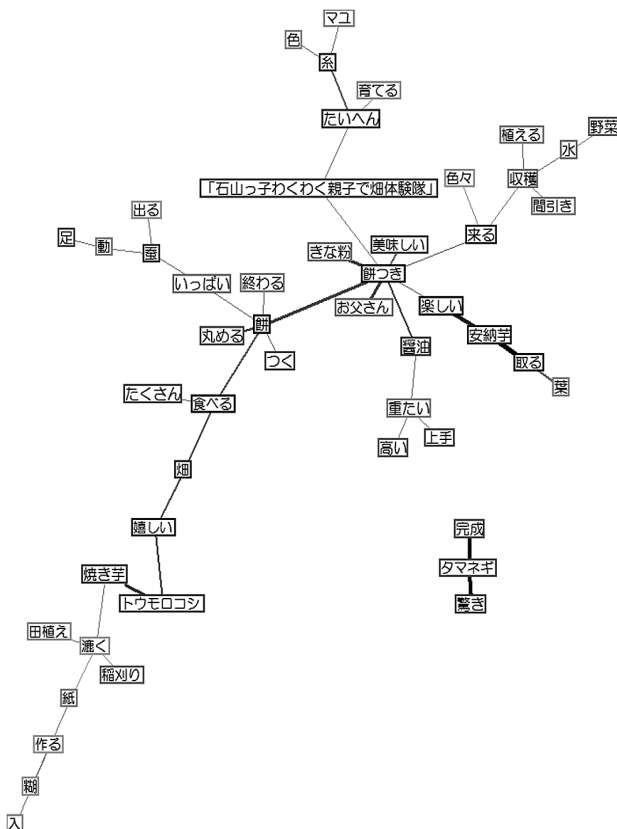 マユ
色
糸
育てる
たいへん
植える
野菜
水
「石山っ子わくわく親子で畑体験隊」
色々
収穫
間引き
出る
足
動
蚕
きな粉
美味しい
来る
餅つき
いっぱい
終わる
お父さん
楽しい
丸める
餅
安納芋
つく
醤油
取る
葉
たくさん
食べる
重たい
高い
上手
畑
嬉しい
完成
焼き芋
タマネギ
トウモロコシ
驚き
田植え
漉く
稲刈り
紙
作る
糊
入